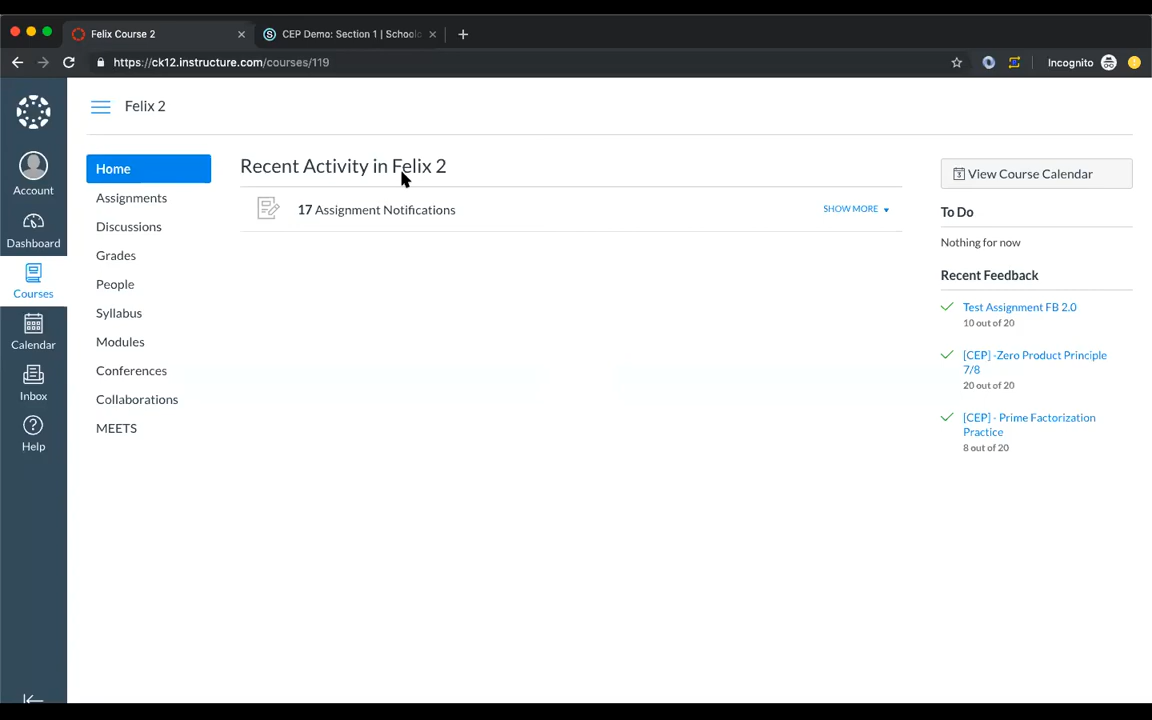 Felix Course 2
CEP Demo: Section 1 | Schoolo
https://ck12.instructure.com/courses/119
Incognito
Felix 2
Account
Dashboard
Courses
Calendar
Inbox
Help
Home
Assignments
Discussions
Grades
People
Syllabus
Modules
Conferences
Collaborations
MEETS
Recent Activity in Felix 2
17 Assignment Notifications
SHOW MORE
View Course Calendar
To Do
Nothing for now
Recent Feedback
Test Assignment FB 2.0
10 out of 20
[CEP] -Zero Product Principle
7/8
20 out of 20
[CEP] - Prime Factorization
Practice
8 out of 20